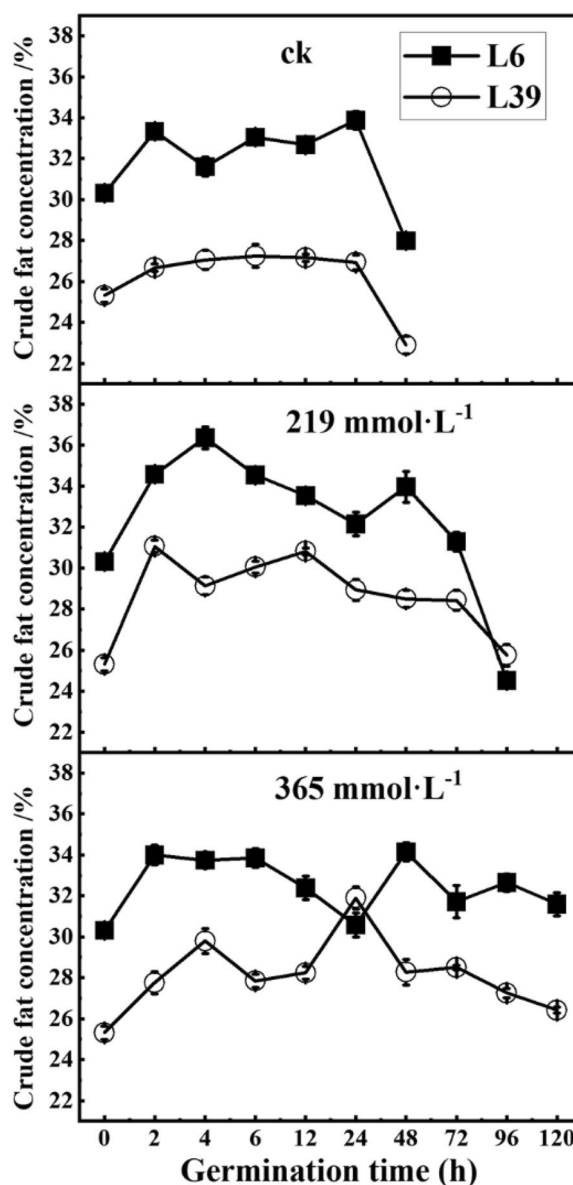 ck
L6
L39
Crude fat concentration /%
38
36
34
32
30
28
26
24
22
219 mmol·L⁻¹
Crude fat concentration /%
38
36
34
32
30
28
26
24
22
365 mmol·L⁻¹
Crude fat concentration /%
38
36
34
32
30
28
26
24
22
0 2 4 6 12 24 48 72 96 120
Germination time (h)